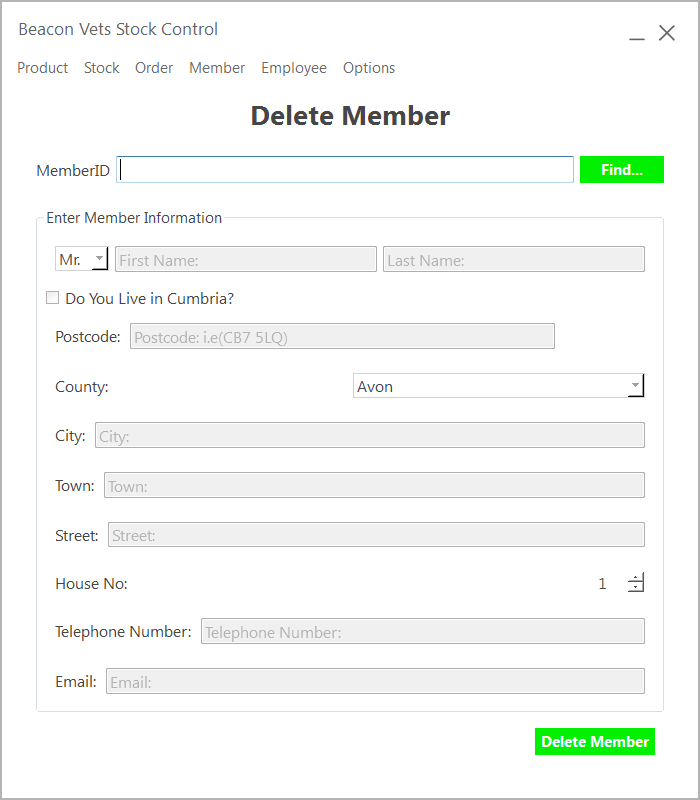 Beacon Vets Stock Control
Product Stock Order Member Employee Options
Delete Member
MemberID Find...
Enter Member Information
Mr. First Name: Last Name:
Do You Live in Cumbria?
Postcode: Postcode: i.e(CB7 5LQ)
County: Avon
City: City:
Town: Town:
Street: Street:
House No: 1
Telephone Number: Telephone Number:
Email: Email:
Delete Member